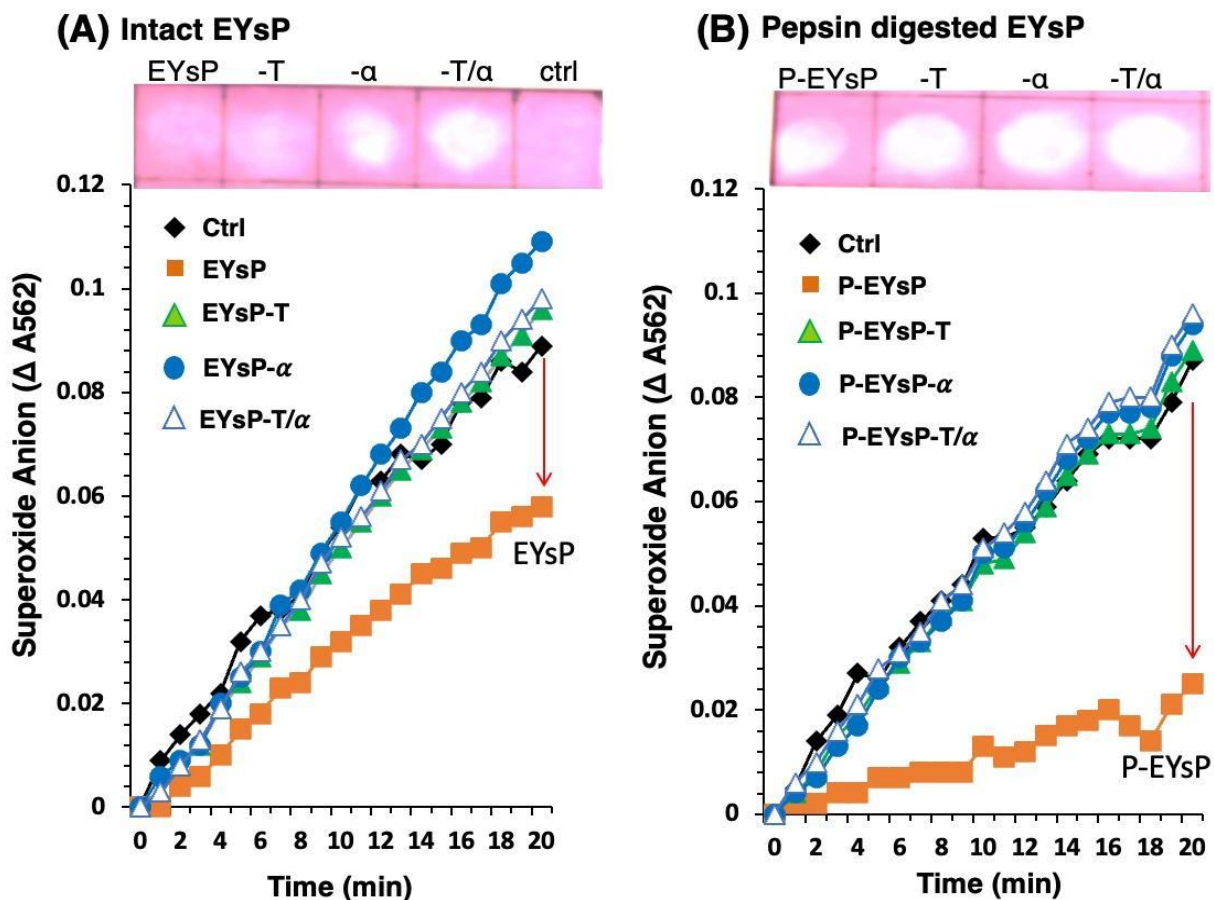 (A) Intact EYsP
EYsP -T -α -T/α ctrl
0.12
0.1
0.08
0.06
0.04
0.02
0
Superoxide Anion (Δ A562)
Ctrl
EYsP
EYsP-T
EYsP-α
EYsP-T/α
EYsP
0 2 4 6 8 10 12 14 16 18 20
Time (min)
(B) Pepsin digested EYsP
P-EYsP -T -α -T/α
0.12
0.1
0.08
0.06
0.04
0.02
0
Superoxide Anion (Δ A562)
Ctrl
P-EYsP
P-EYsP-T
P-EYsP-α
P-EYsP-T/α
P-EYsP
0 2 4 6 8 10 12 14 16 18 20
Time (min)